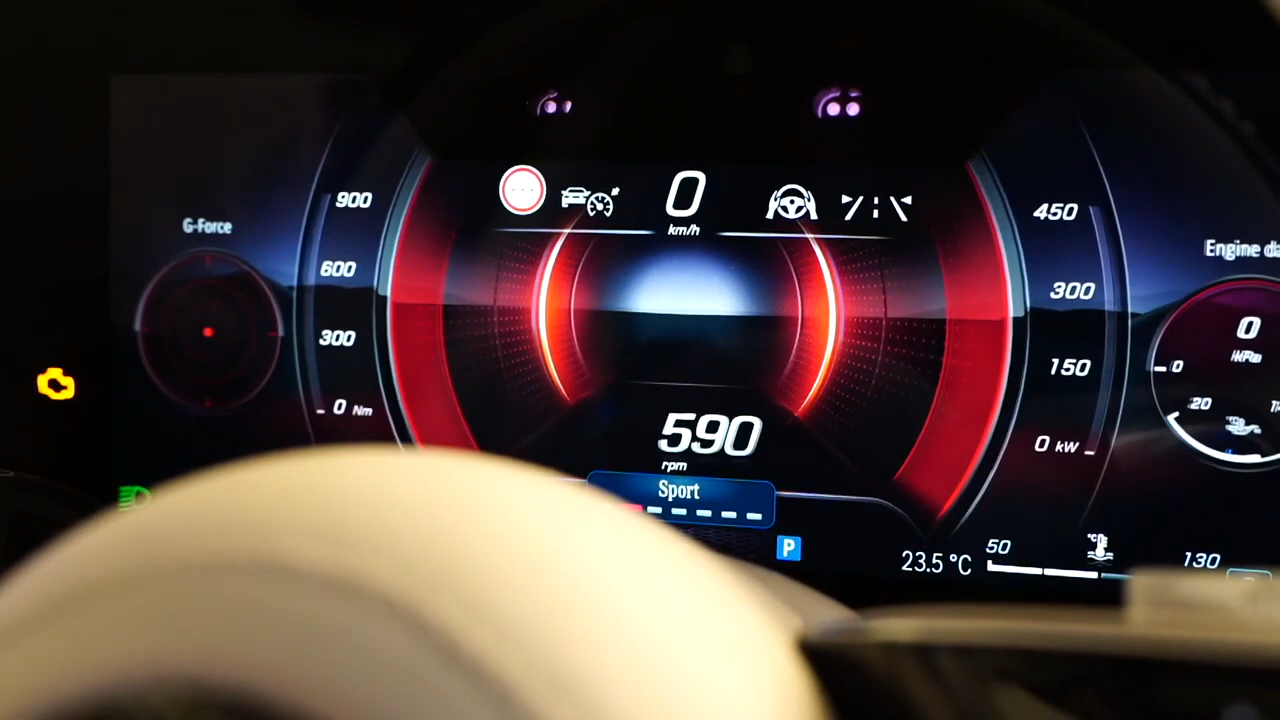 0
km/h
G-Force
900
600
300
0 Nm
590
rpm
Sport
P
450
300
150
0 kW
Engine da
0
0
20
23.5 °C
50
°C
130